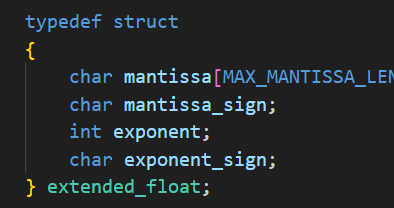 typedef struct
{
char mantissa[MAX_MANTISSA_LEN
char mantissa_sign;
int exponent;
char exponent_sign;
} extended_float;